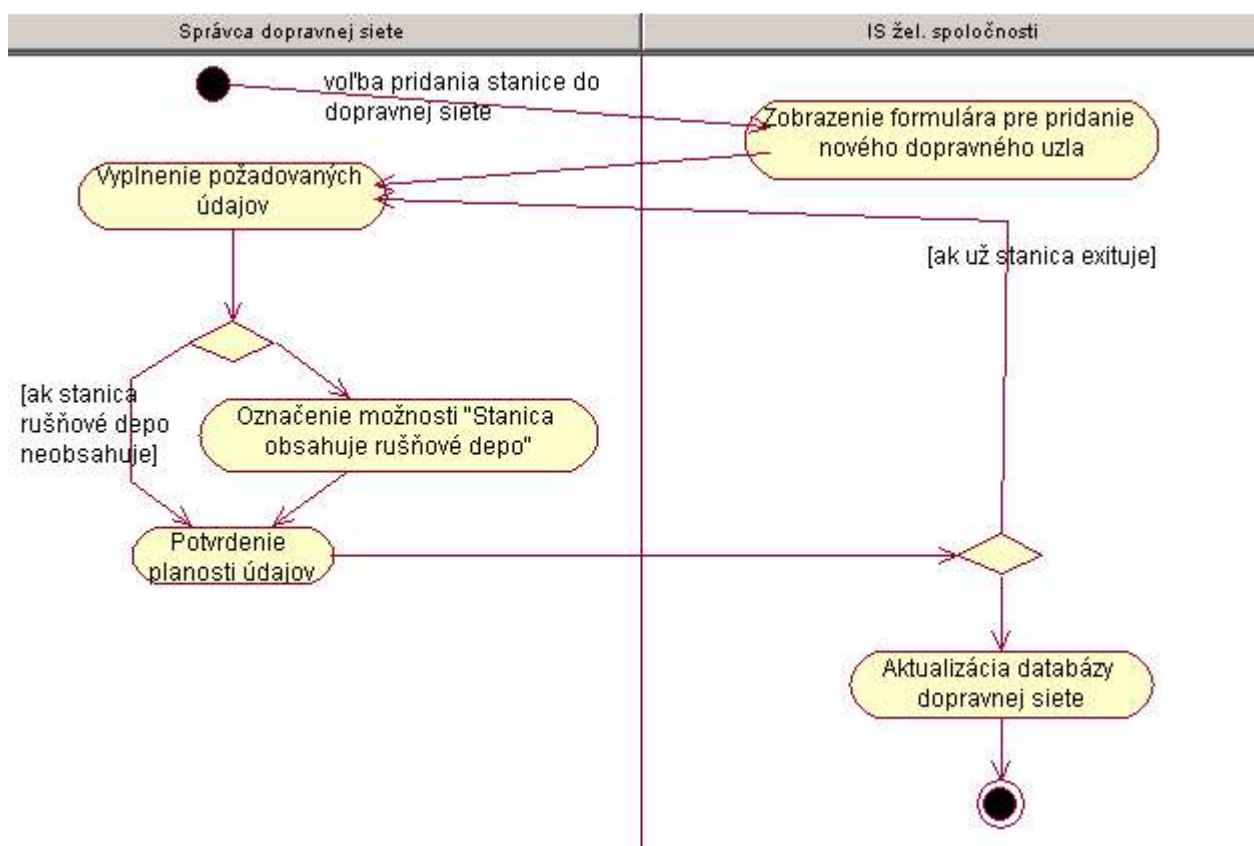 Správca dopravnej siete
IS žel. spoločnosti
voľba pridania stanice do
dopravnej siete
Zobrazenie formulára pre pridanie
nového dopravného uzla
Vyplnenie požadovaných
údajov
[ak už stanica exituje]
[ak stanica
rušňové depo
neobsahuje]
Označenie možnosti "Stanica
obsahuje rušňové depo"
Potvrdenie
planosti údajov
Aktualizácia databázy
dopravnej siete